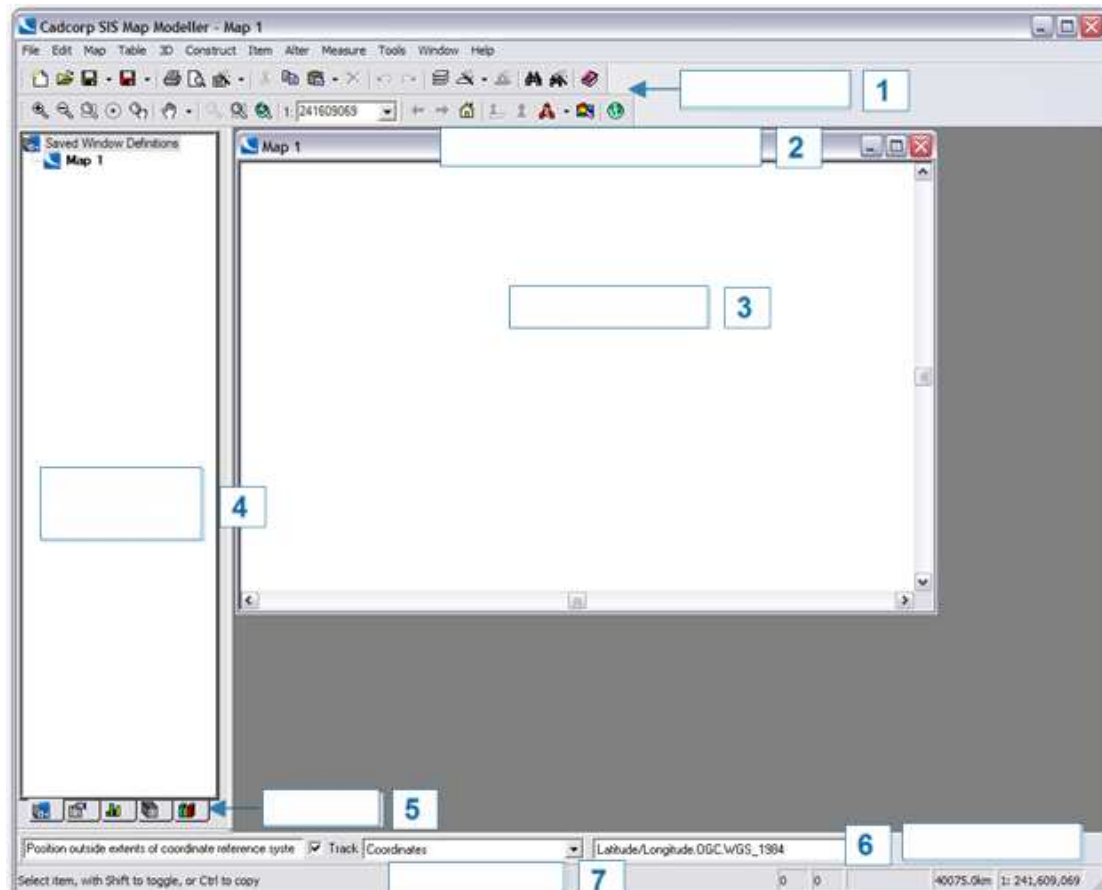 Cadcorp SIS Map Modeller - Map 1
File Edit Map Table 3D Construct Item Alter Measure Tools Window Help
1
1: 241609069
Saved Window Definitions
Map 1
Map 1
2
3
4
5
Position outside extents of coordinate reference syste
Track
Coordinates
Latitude/Longitude.OGC.WGS_1984
6
Select item, with Shift to toggle, or Ctrl to copy
7
0 0 40075.0km 1: 241,609,069